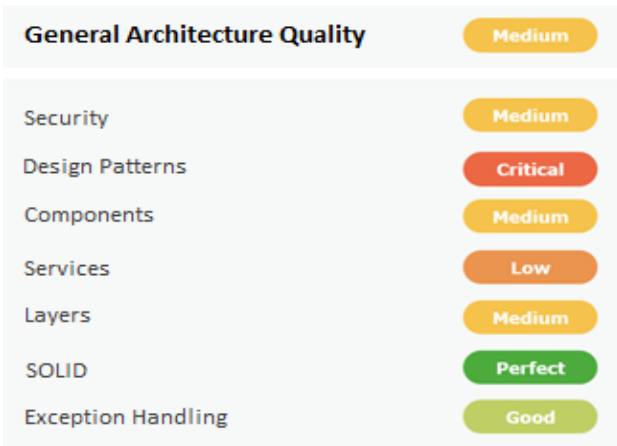 General Architecture Quality Medium
Security Medium
Design Patterns Critical
Components Medium
Services Low
Layers Medium
SOLID Perfect
Exception Handling Good